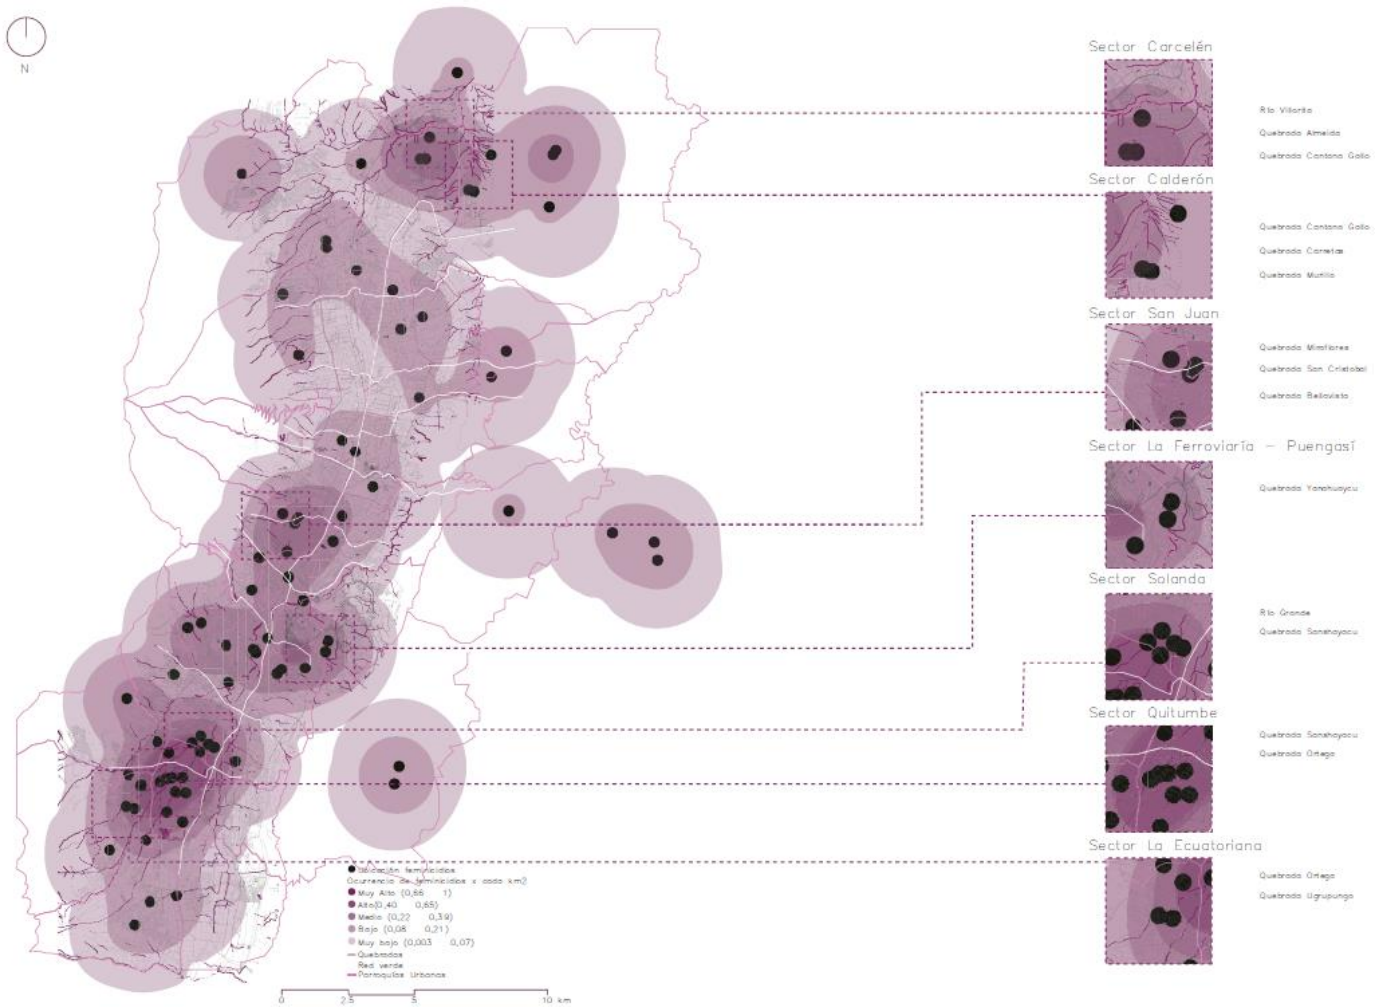 N
Sector Carcelén
Río Villorita
Quebrada Almeida
Quebrada Cantana Gallo
Sector Calderón
Quebrada Cantana Gallo
Quebrada Carretas
Quebrada Murillo
Sector San Juan
Quebrada Miraflores
Quebrada San Cristobal
Quebrada Bellavista
Sector La Ferroviaría - Puengasí
Quebrada Yanahuaycu
Sector Solanda
Río Grande
Quebrada Sanshayacu
Sector Quitumbe
Quebrada Sanshayacu
Quebrada Ortega
Sector La Ecuatoriana
Quebrada Ortega
Quebrada Ugrupungo
Ubicación feminicidios
Ocurrencia de feminicidios x cada km2
Muy Alto (0,66 1)
Alto(0,40 0,65)
Medio (0,22 0,39)
Bajo (0,08 0,21)
Muy bajo (0,003 0,07)
Quebradas
Red verde
Parroquias Urbanas
0 2.5 5 10 km